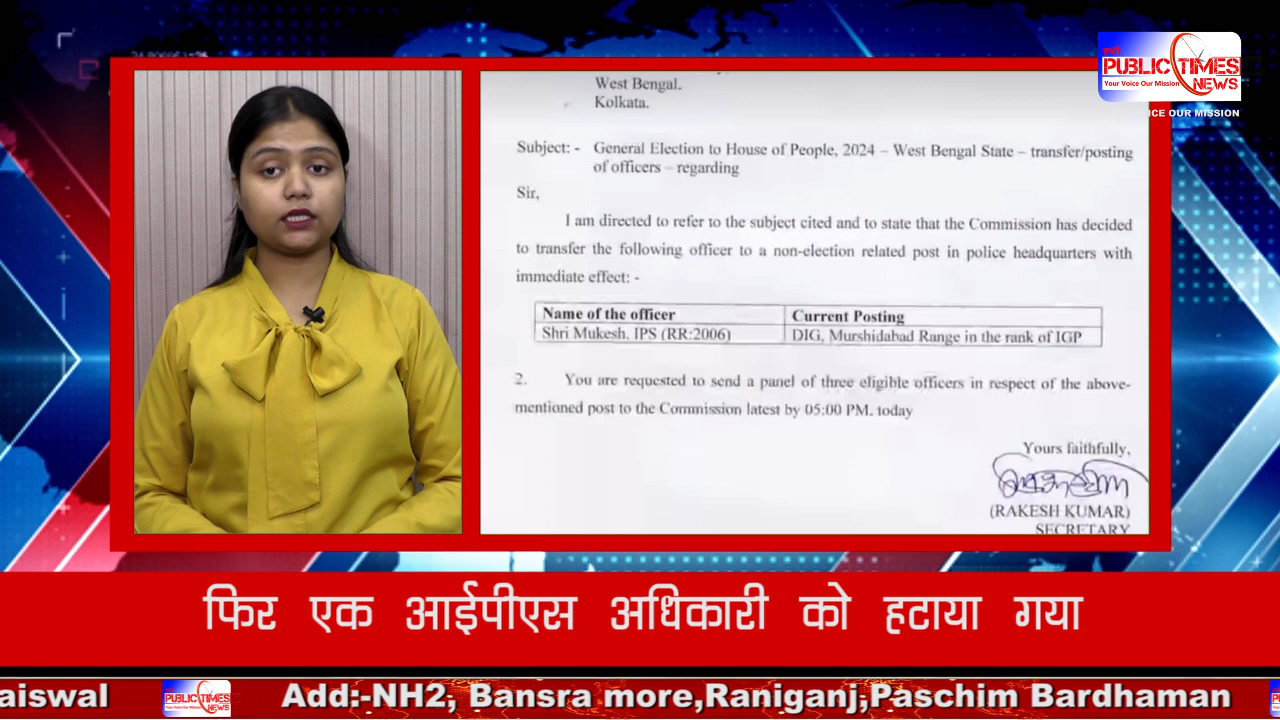 हिन्दी
PUBLIC TIMES
Your Voice Our Mission NEWS
ICE OUR MISSION
West Bengal.
Kolkata.
Subject: - General Election to House of People, 2024 – West Bengal State – transfer/posting
of officers – regarding
Sir,
I am directed to refer to the subject cited and to state that the Commission has decided
to transfer the following officer to a non-election related post in police headquarters with
immediate effect: -
Name of the officer Current Posting
Shri Mukesh. IPS (RR:2006) DIG, Murshidabad Range in the rank of IGP
2. You are requested to send a panel of three eligible officers in respect of the above-
mentioned post to the Commission latest by 05:00 PM. today
Yours faithfully,
(RAKESH KUMAR)
SECRETARY
फिर एक आईपीएस अधिकारी को हटाया गया
aiswal PUBLIC TIMES NEWS Add:-NH2, Bansra more,Raniganj,Paschim Bardhaman